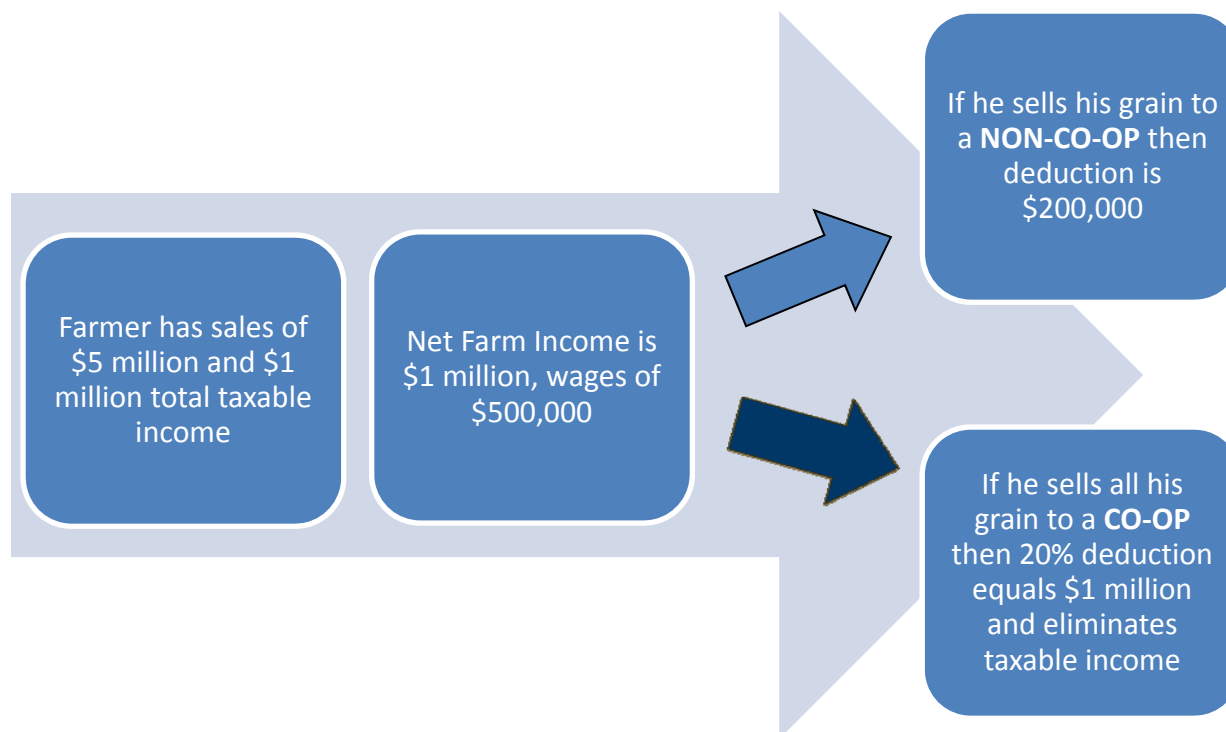 Farmer has sales of
$5 million and $1
million total taxable
income
Net Farm Income is
$1 million, wages of
$500,000
If he sells his grain to
a NON-CO-OP then
deduction is
$200,000
If he sells all his
grain to a CO-OP
then 20% deduction
equals $1 million
and eliminates
taxable income